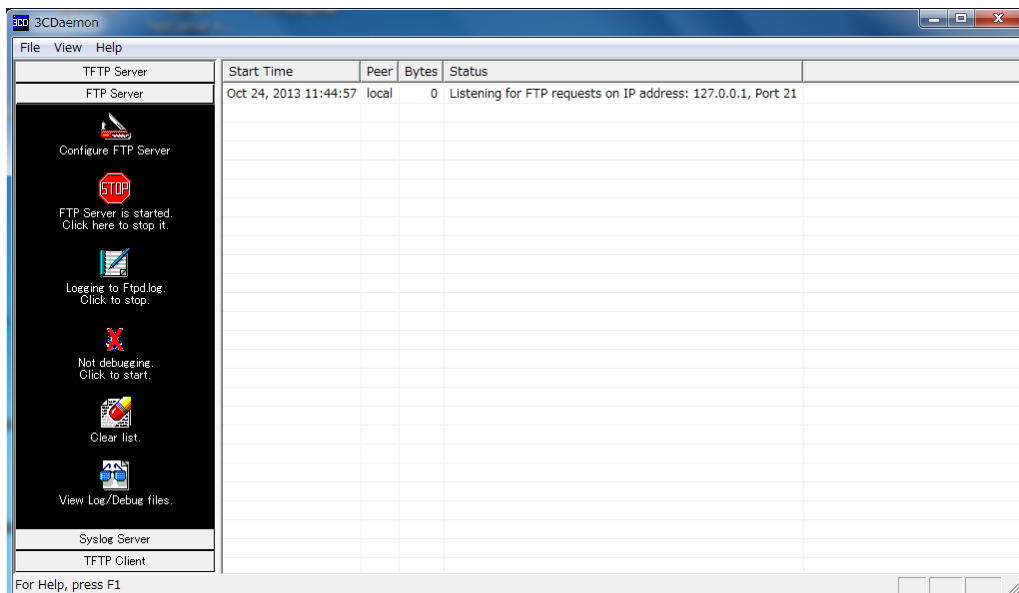 3CD 3CDaemon
File View Help
TFTP Server
FTP Server
Configure FTP Server
STOP
FTP Server is started.
Click here to stop it.
Logging to Ftpd.log.
Click to stop.
Not debugging.
Click to start.
Clear list.
View Log/Debug files.
Syslog Server
TFTP Client
Start Time Peer Bytes Status
Oct 24, 2013 11:44:57 local 0 Listening for FTP requests on IP address: 127.0.0.1, Port 21
For Help, press F1